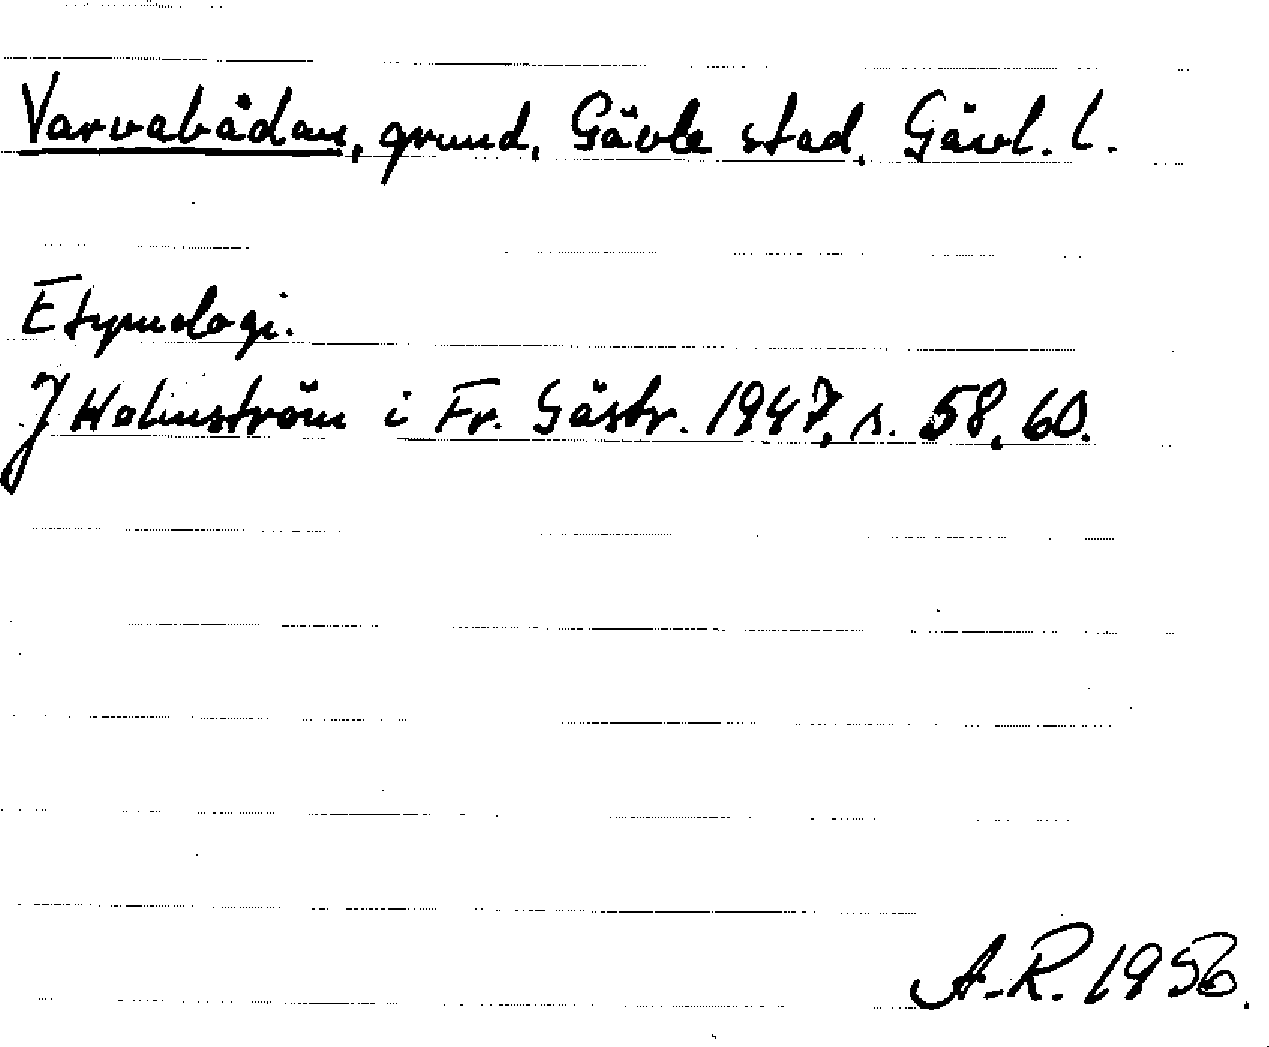 Varvabådan, grund, Gävle stad, Gävl. l.
Etymologi.
J Holmström i Fr. Gästr. 1947, s. 58, 60.
A.R. 1956.